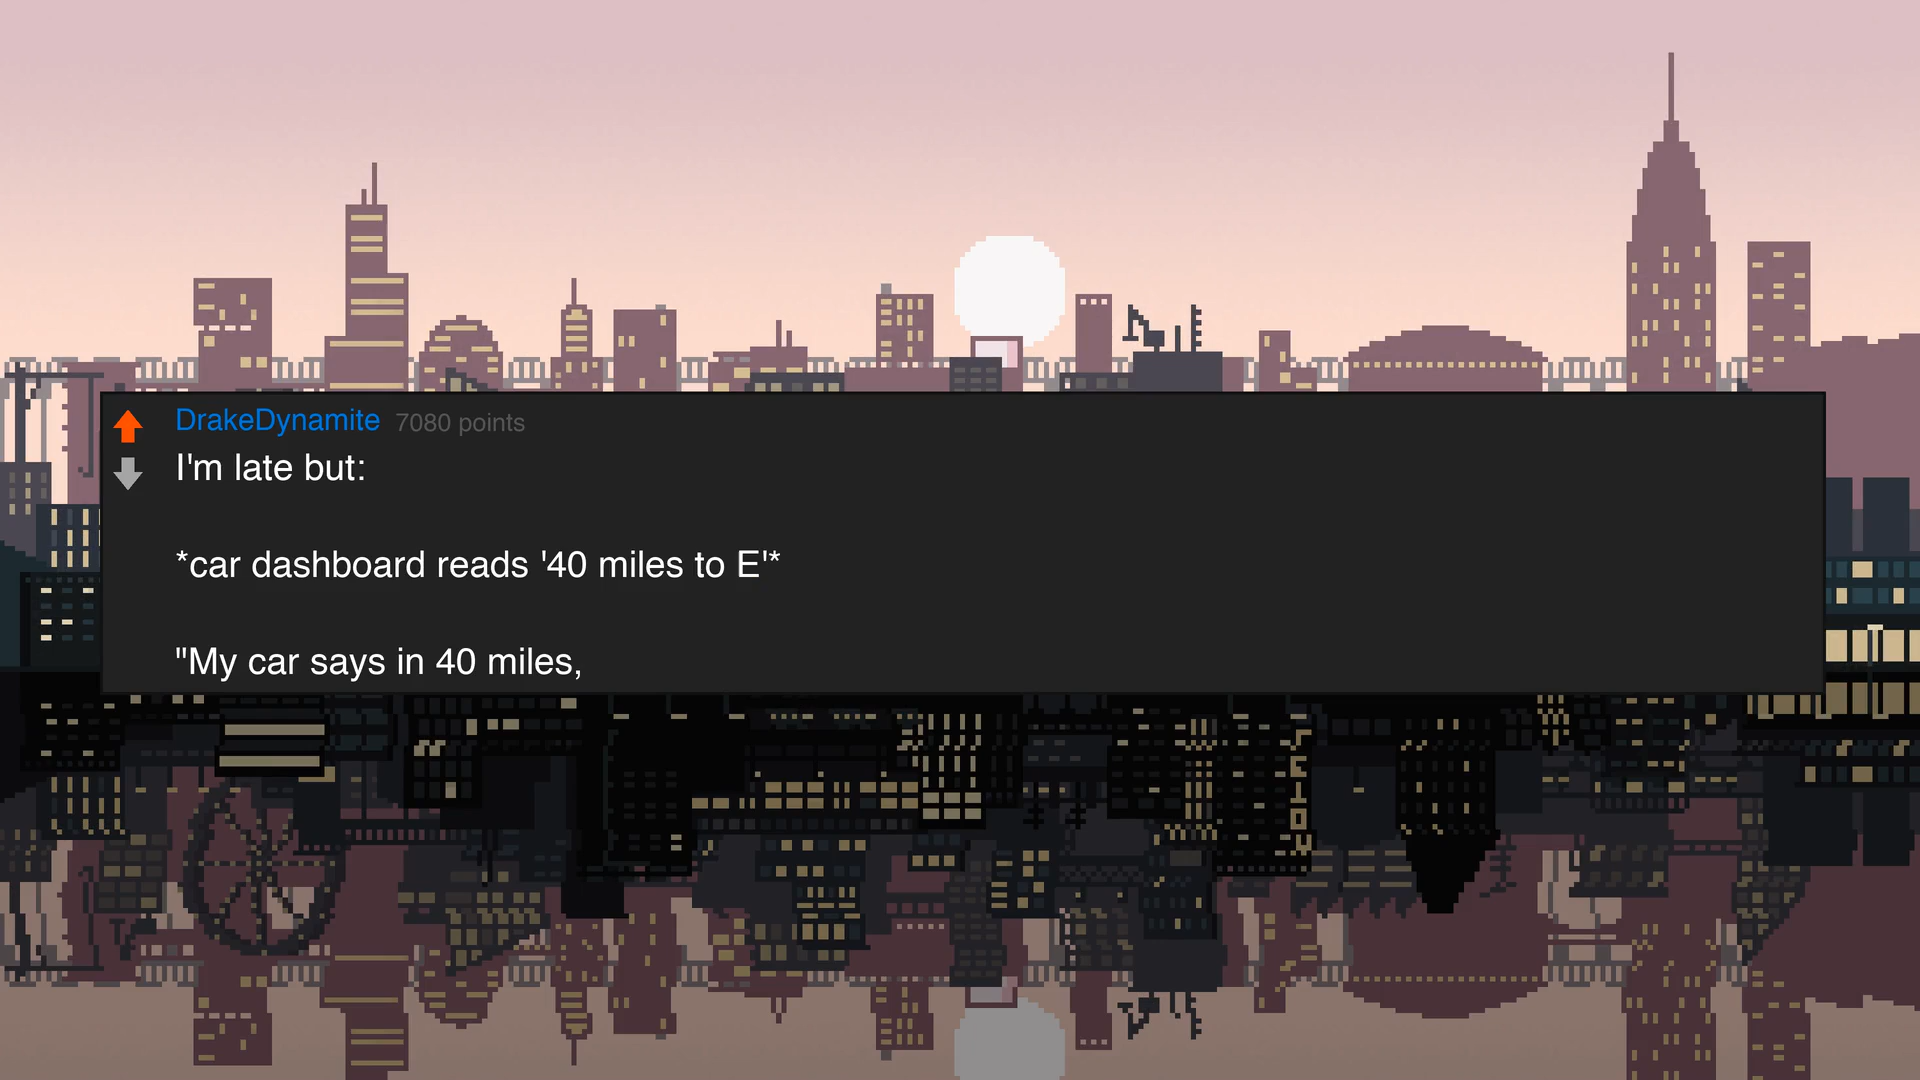 DrakeDynamite 7080 points
I'm late but:
*car dashboard reads '40 miles to E'*
"My car says in 40 miles,